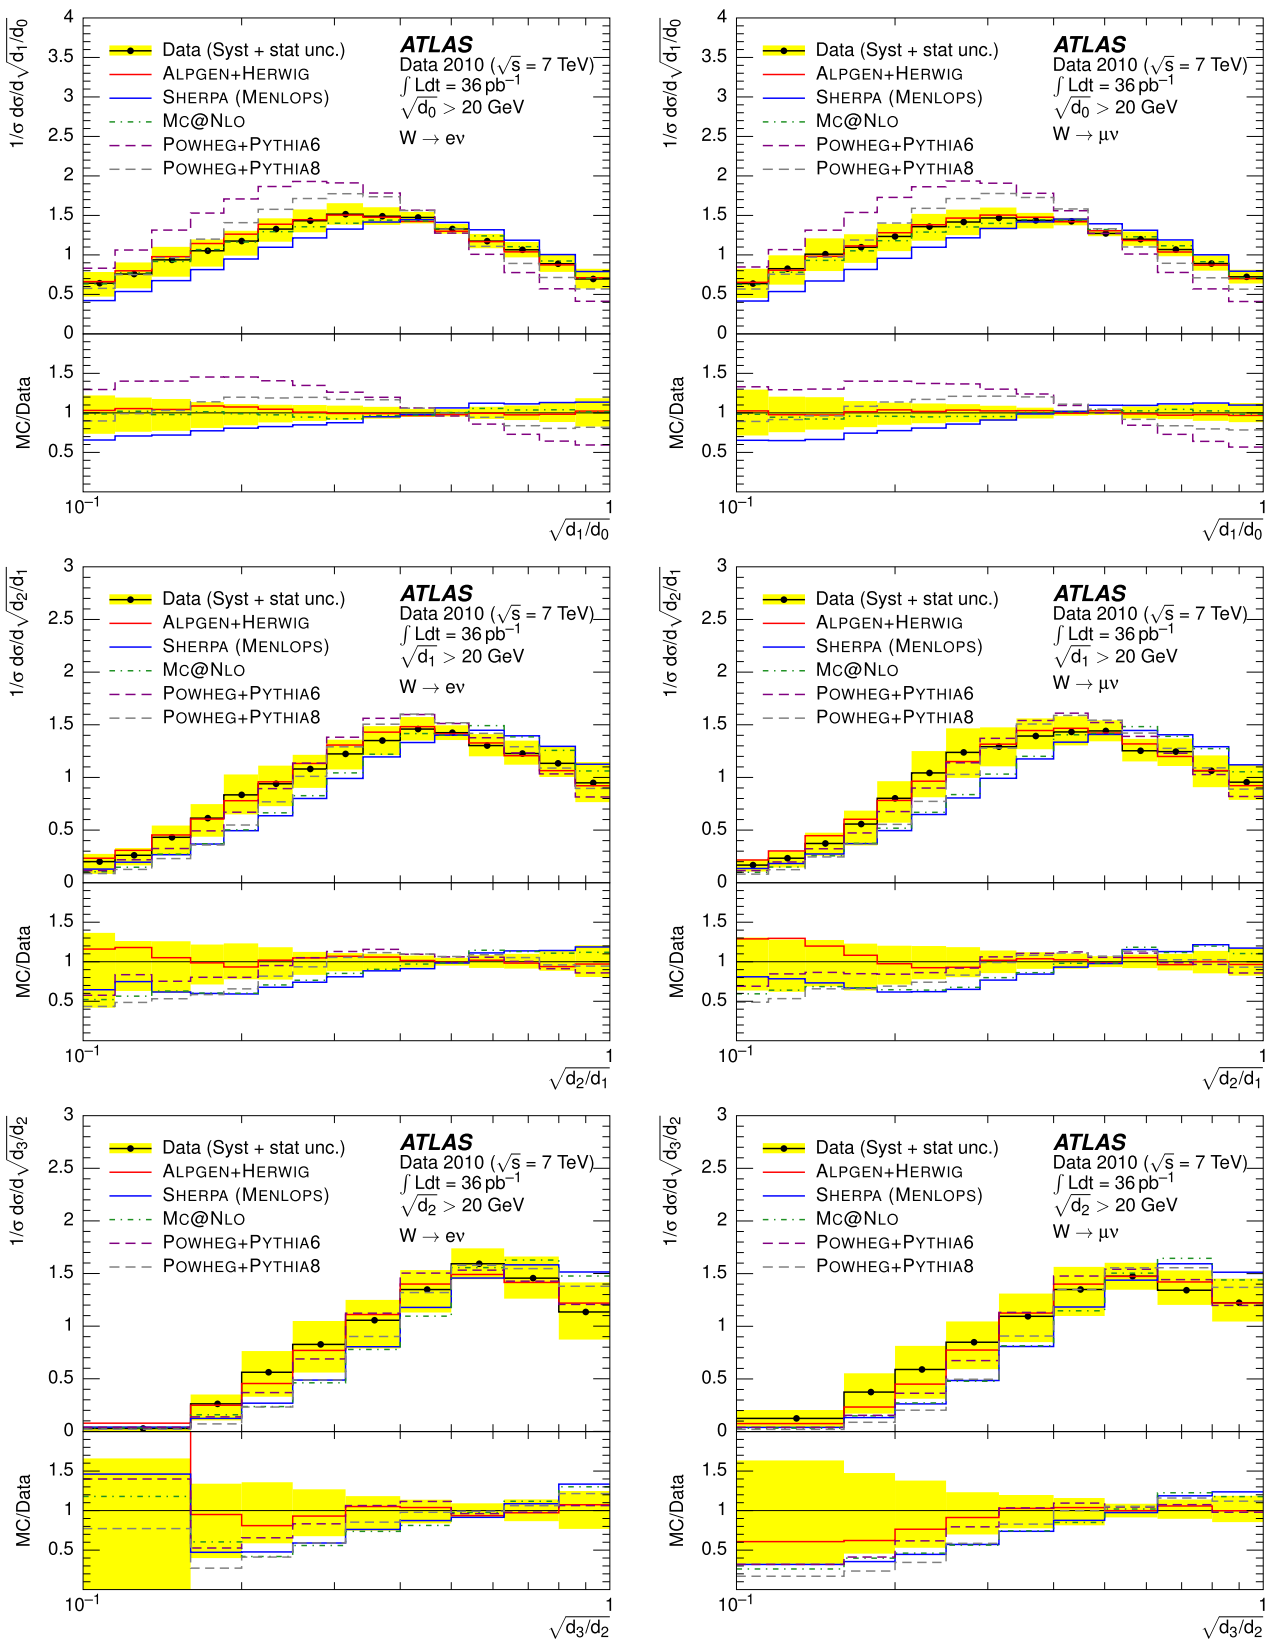 1/σ dσ/d√d₁/d₀
4
3.5
3
2.5
2
1.5
1
0.5
0
Data (Syst + stat unc.)
ALPGEN+HERWIG
SHERPA (MENLOPS)
MC@NLO
POWHEG+PYTHIA6
POWHEG+PYTHIA8
ATLAS
Data 2010 (√s = 7 TeV)
∫ Ldt = 36 pb⁻¹
√d₀ > 20 GeV
W → eν
MC/Data
1.5
1
0.5
10⁻¹
1
√d₁/d₀
1/σ dσ/d√d₁/d₀
4
3.5
3
2.5
2
1.5
1
0.5
0
Data (Syst + stat unc.)
ALPGEN+HERWIG
SHERPA (MENLOPS)
MC@NLO
POWHEG+PYTHIA6
POWHEG+PYTHIA8
ATLAS
Data 2010 (√s = 7 TeV)
∫ Ldt = 36 pb⁻¹
√d₀ > 20 GeV
W → μν
MC/Data
1.5
1
0.5
10⁻¹
1
√d₁/d₀
1/σ dσ/d√d₂/d₁
3
2.5
2
1.5
1
0.5
0
Data (Syst + stat unc.)
ALPGEN+HERWIG
SHERPA (MENLOPS)
MC@NLO
POWHEG+PYTHIA6
POWHEG+PYTHIA8
ATLAS
Data 2010 (√s = 7 TeV)
∫ Ldt = 36 pb⁻¹
√d₁ > 20 GeV
W → eν
MC/Data
1.5
1
0.5
10⁻¹
1
√d₂/d₁
1/σ dσ/d√d₂/d₁
3
2.5
2
1.5
1
0.5
0
Data (Syst + stat unc.)
ALPGEN+HERWIG
SHERPA (MENLOPS)
MC@NLO
POWHEG+PYTHIA6
POWHEG+PYTHIA8
ATLAS
Data 2010 (√s = 7 TeV)
∫ Ldt = 36 pb⁻¹
√d₁ > 20 GeV
W → μν
MC/Data
1.5
1
0.5
10⁻¹
1
√d₂/d₁
1/σ dσ/d√d₃/d₂
3
2.5
2
1.5
1
0.5
0
Data (Syst + stat unc.)
ALPGEN+HERWIG
SHERPA (MENLOPS)
MC@NLO
POWHEG+PYTHIA6
POWHEG+PYTHIA8
ATLAS
Data 2010 (√s = 7 TeV)
∫ Ldt = 36 pb⁻¹
√d₂ > 20 GeV
W → eν
MC/Data
1.5
1
0.5
10⁻¹
1
√d₃/d₂
1/σ dσ/d√d₃/d₂
3
2.5
2
1.5
1
0.5
0
Data (Syst + stat unc.)
ALPGEN+HERWIG
SHERPA (MENLOPS)
MC@NLO
POWHEG+PYTHIA6
POWHEG+PYTHIA8
ATLAS
Data 2010 (√s = 7 TeV)
∫ Ldt = 36 pb⁻¹
√d₂ > 20 GeV
W → μν
MC/Data
1.5
1
0.5
10⁻¹
1
√d₃/d₂